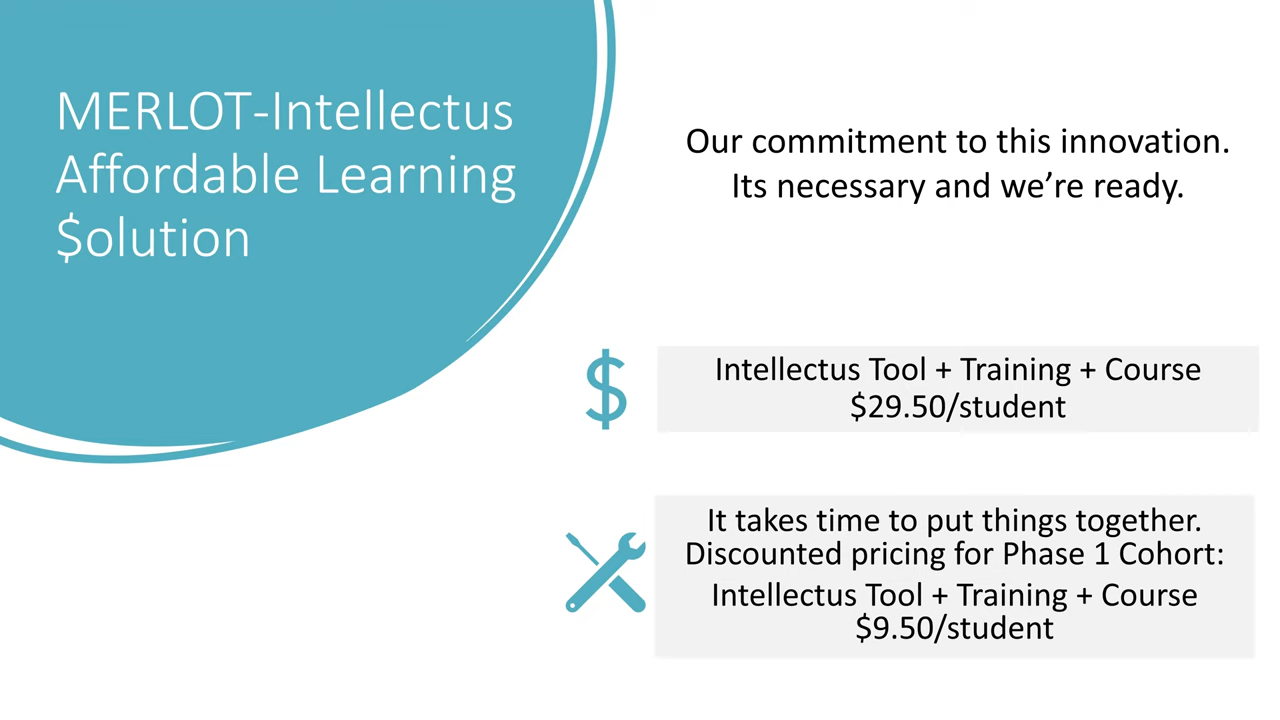 MERLOT-Intellectus
Affordable Learning
$olution
Our commitment to this innovation.
Its necessary and we’re ready.
Intellectus Tool + Training + Course
$29.50/student
It takes time to put things together.
Discounted pricing for Phase 1 Cohort:
Intellectus Tool + Training + Course
$9.50/student